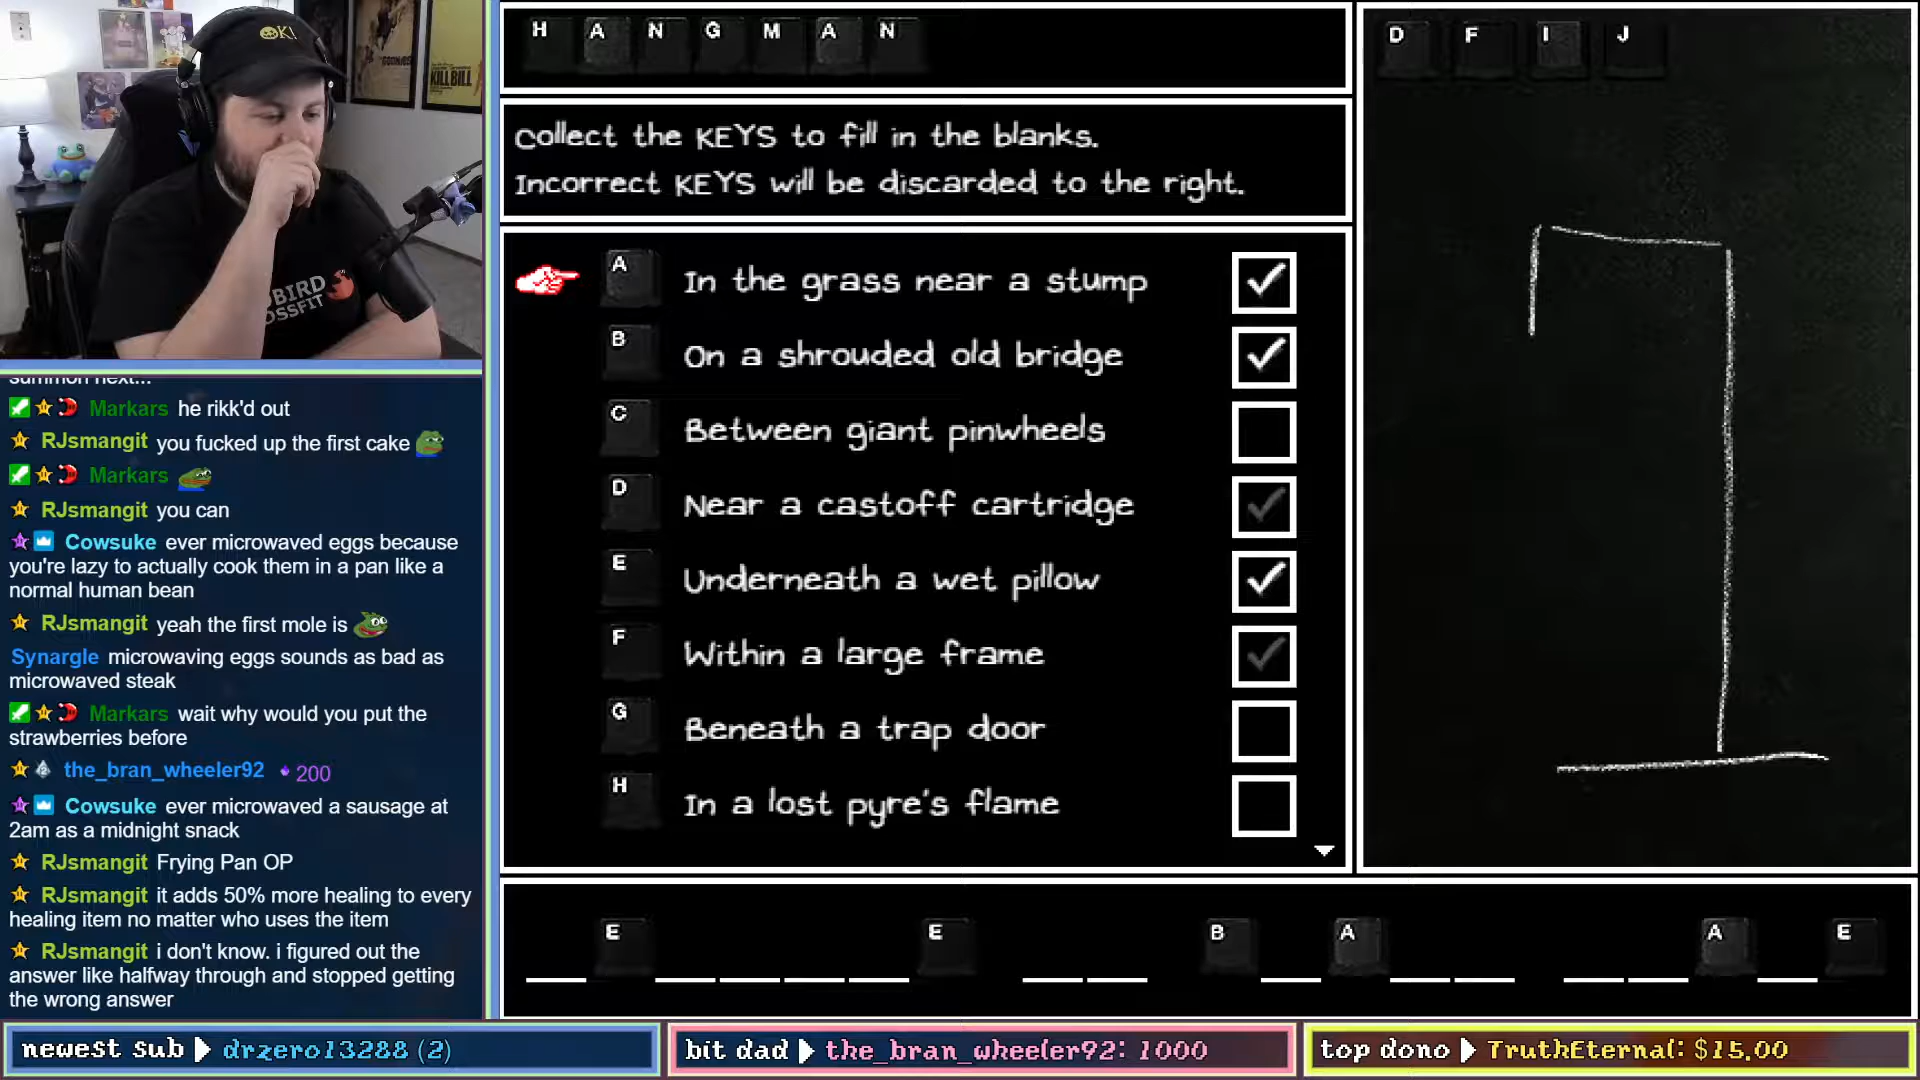 OK!
GOONIES
KILL BILL
BIRD
OSSFIT
summon next...
Markars he rikk'd out
RJsmangit you fucked up the first cake
Markars
RJsmangit you can
Cowsuke ever microwaved eggs because
you're lazy to actually cook them in a pan like a
normal human bean
RJsmangit yeah the first mole is
Synargle microwaving eggs sounds as bad as
microwaved steak
Markars wait why would you put the
strawberries before
the_bran_wheeler92 200
Cowsuke ever microwaved a sausage at
2am as a midnight snack
RJsmangit Frying Pan OP
RJsmangit it adds 50% more healing to every
healing item no matter who uses the item
RJsmangit i don't know. i figured out the
answer like halfway through and stopped getting
the wrong answer
H A N G M A N
Collect the KEYS to fill in the blanks.
Incorrect KEYS will be discarded to the right.
A In the grass near a stump
B On a shrouded old bridge
C Between giant pinwheels
D Near a castoff cartridge
E Underneath a wet pillow
F Within a large frame
G Beneath a trap door
H In a lost pyre's flame
D F I J
E E B A A E
newest sub drzero13288 (2)
bit dad the_bran_wheeler92: 1000
top dono TruthEternal: $15.00